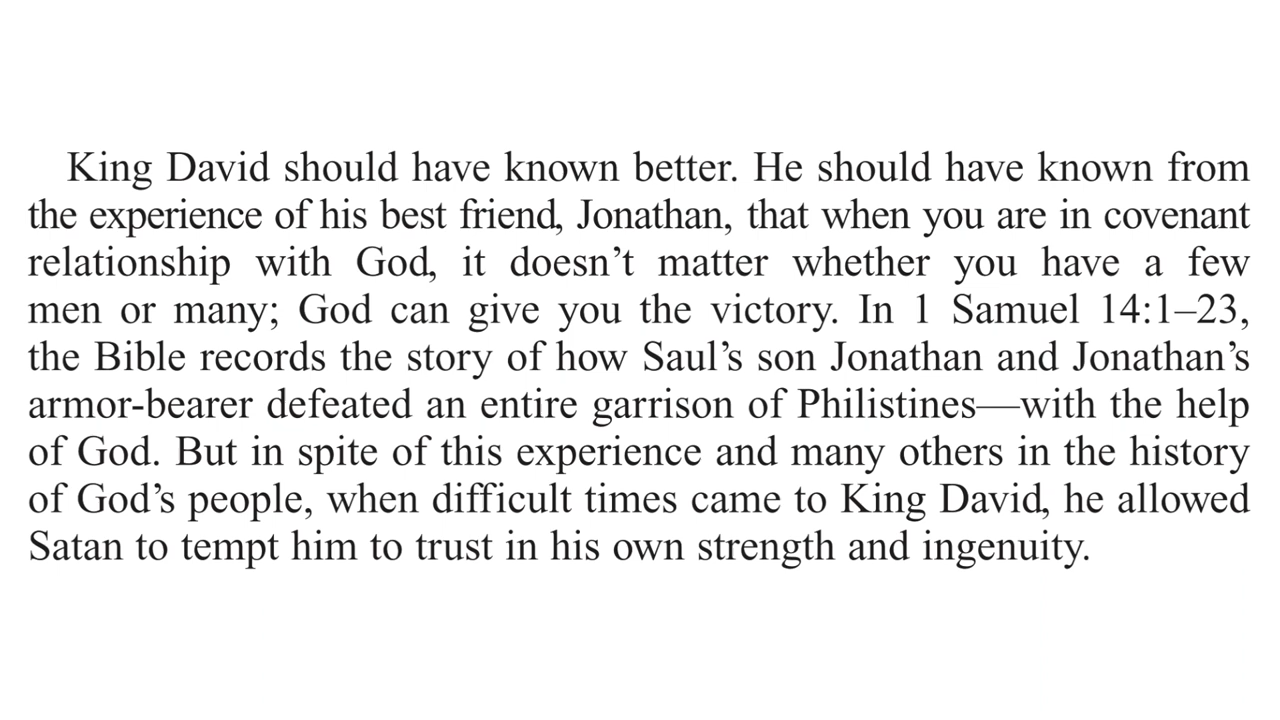 King David should have known better. He should have known from
the experience of his best friend, Jonathan, that when you are in covenant
relationship with God, it doesn’t matter whether you have a few
men or many; God can give you the victory. In 1 Samuel 14:1–23,
the Bible records the story of how Saul’s son Jonathan and Jonathan’s
armor-bearer defeated an entire garrison of Philistines—with the help
of God. But in spite of this experience and many others in the history
of God’s people, when difficult times came to King David, he allowed
Satan to tempt him to trust in his own strength and ingenuity.